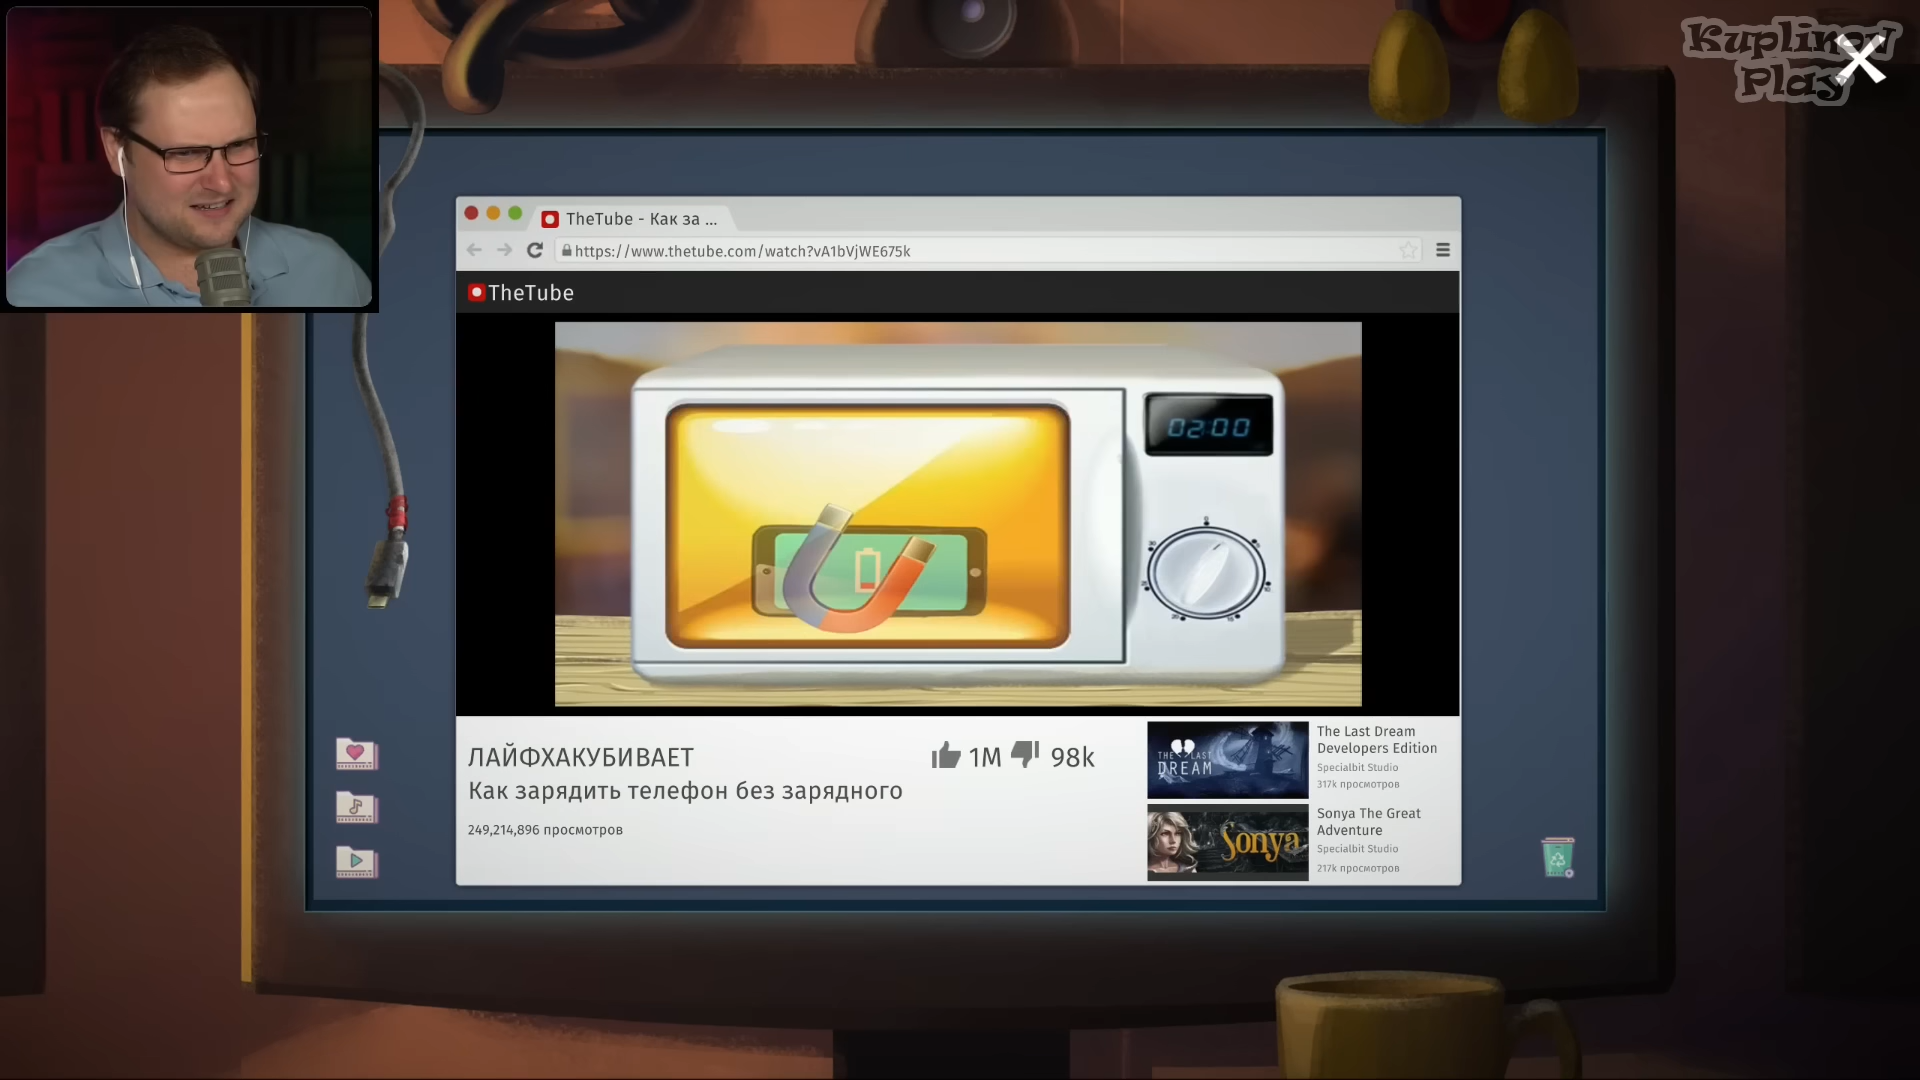 Kuplinov
Play
TheTube - Как за ...
https://www.thetube.com/watch?vA1bVjWE675k
TheTube
02:00
ЛАЙФХАКУБИВАЕТ
1M 98k
Как зарядить телефон без зарядного
249,214,896 просмотров
THE LAST
DREAM
The Last Dream
Developers Edition
Specialbit Studio
317k просмотров
Sonya
Sonya The Great
Adventure
Specialbit Studio
217k просмотров